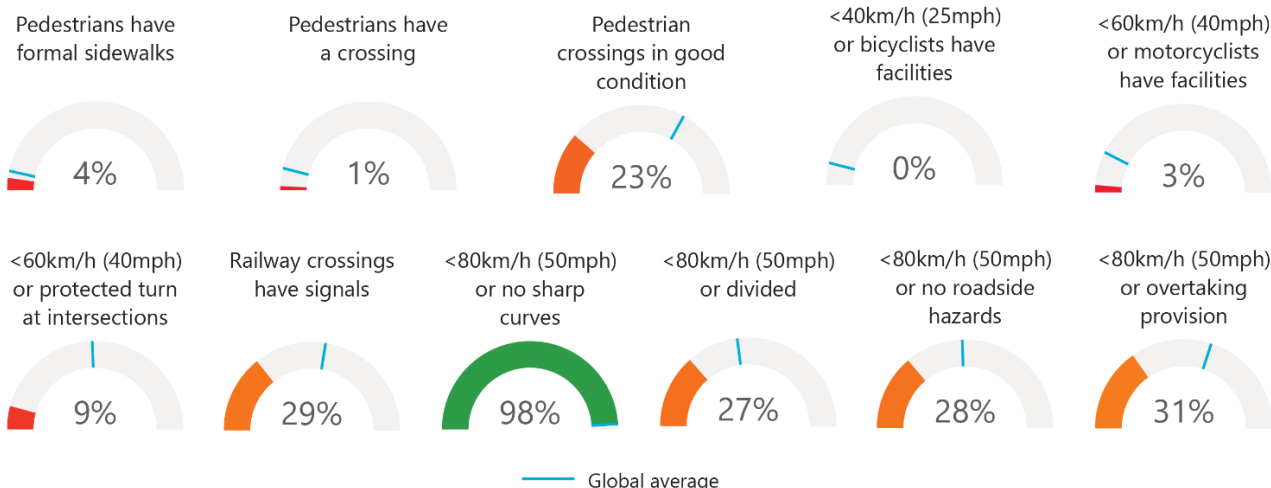 Pedestrians have
formal sidewalks
4%
Pedestrians have
a crossing
1%
Pedestrian
crossings in good
condition
23%
<40km/h (25mph)
or bicyclists have
facilities
0%
<60km/h (40mph)
or motorcyclists
have facilities
3%
<60km/h (40mph)
or protected turn
at intersections
9%
Railway crossings
have signals
29%
<80km/h (50mph)
or no sharp
curves
98%
<80km/h (50mph)
or divided
27%
<80km/h (50mph)
or no roadside
hazards
28%
<80km/h (50mph)
or overtaking
provision
31%
Global average